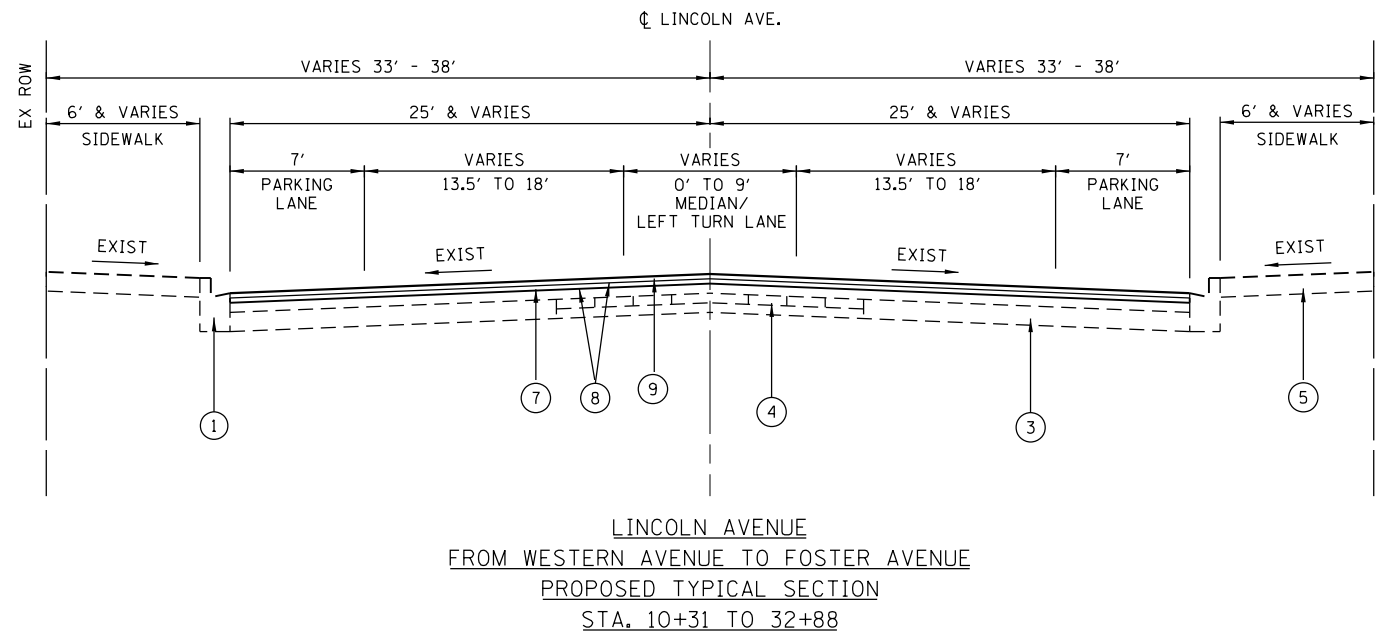 ℄ LINCOLN AVE.
EX ROW
VARIES 33' - 38'
VARIES 33' - 38'
6' & VARIES
SIDEWALK
25' & VARIES
25' & VARIES
6' & VARIES
SIDEWALK
7'
PARKING
LANE
VARIES
13.5' TO 18'
VARIES
0' TO 9'
MEDIAN/
LEFT TURN LANE
VARIES
13.5' TO 18'
7'
PARKING
LANE
EXIST
EXIST
EXIST
EXIST
1
7
8
9
4
3
5
LINCOLN AVENUE
FROM WESTERN AVENUE TO FOSTER AVENUE
PROPOSED TYPICAL SECTION
STA. 10+31 TO 32+88